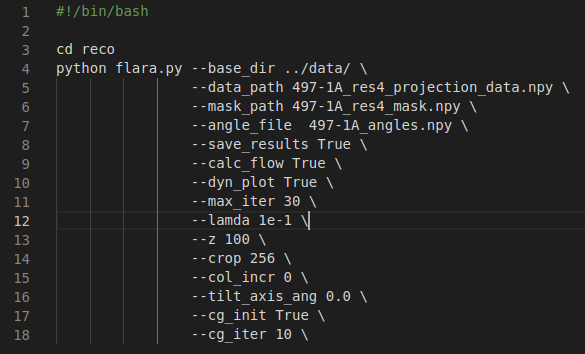 1 #!/bin/bash
2
3 cd reco
4 python flara.py --base_dir ../data/ \
5 --data_path 497-1A_res4_projection_data.npy \
6 --mask_path 497-1A_res4_mask.npy \
7 --angle_file  497-1A_angles.npy \
8 --save_results True \
9 --calc_flow True \
10 --dyn_plot True \
11 --max_iter 30 \
12 --lamda 1e-1 \
13 --z 100 \
14 --crop 256 \
15 --col_incr 0 \
16 --tilt_axis_ang 0.0 \
17 --cg_init True \
18 --cg_iter 10 \